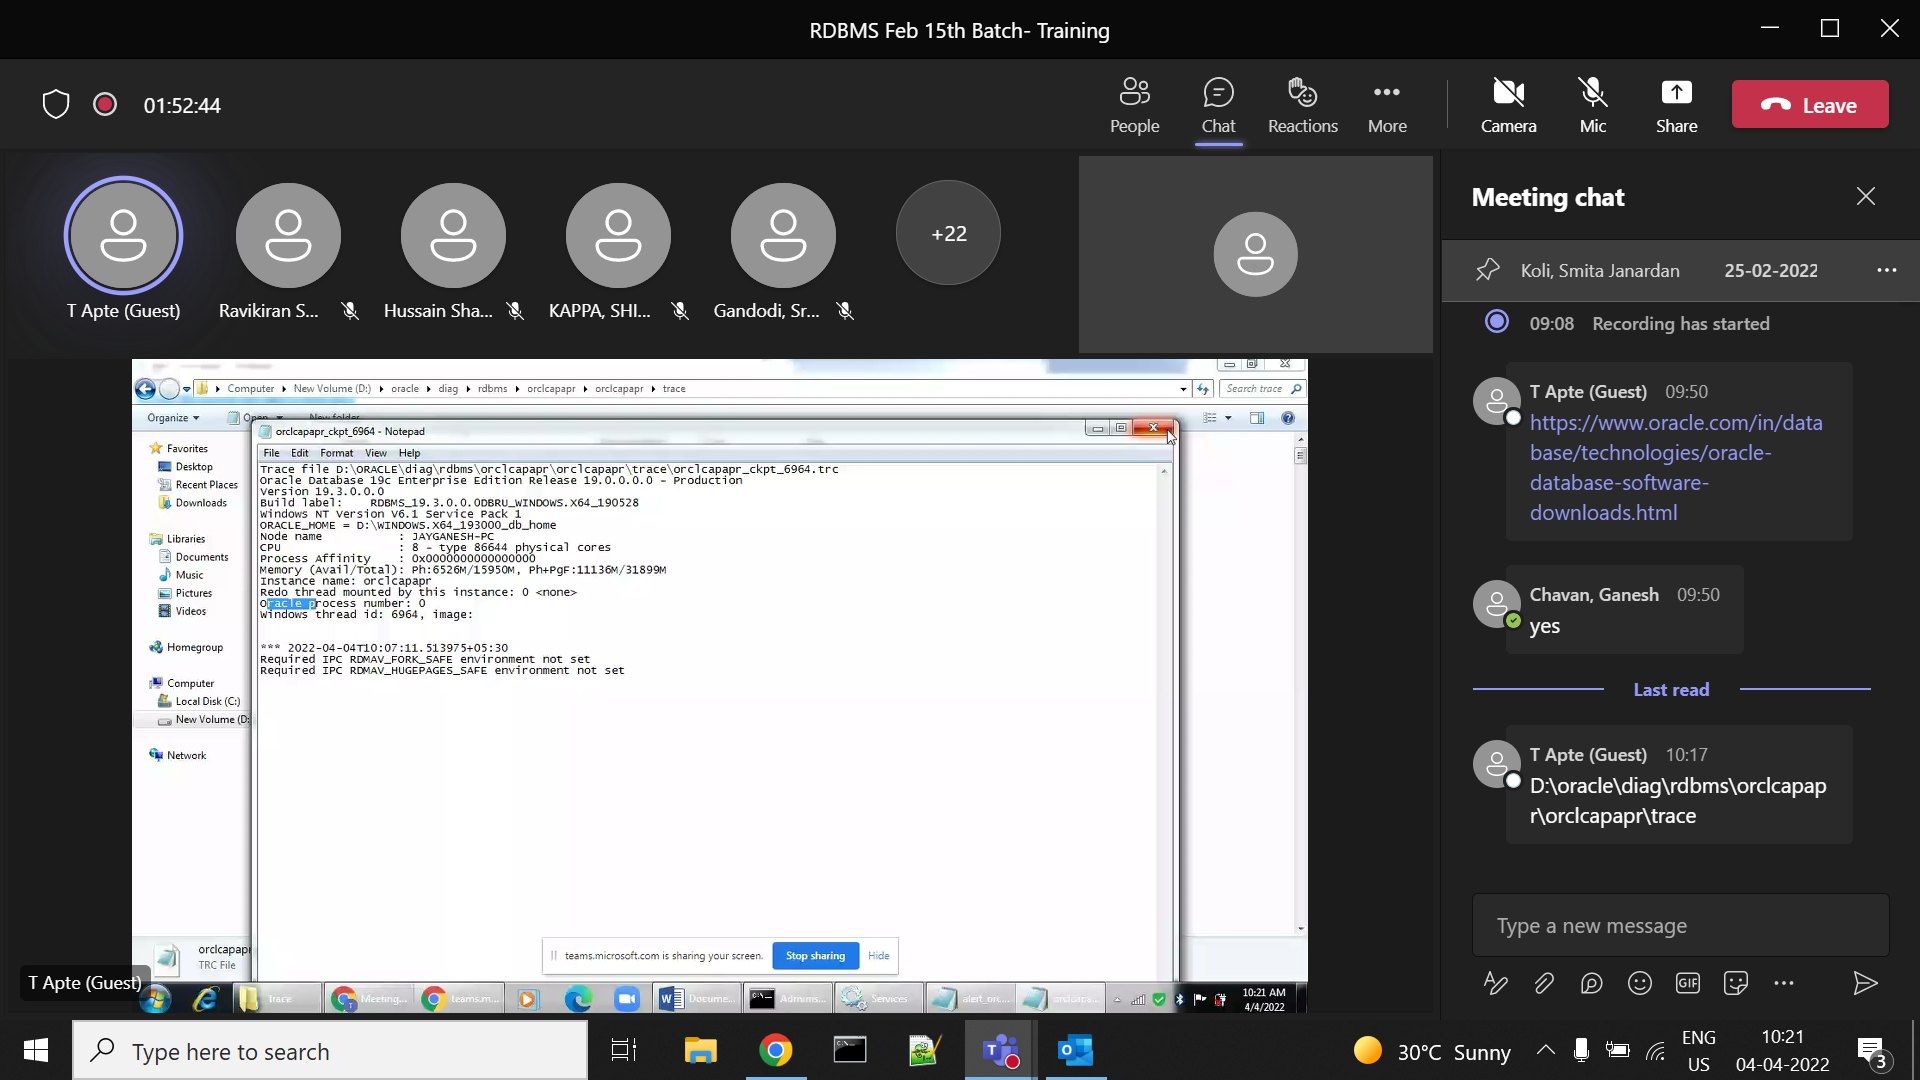 RDBMS Feb 15th Batch- Training
01:52:44
People
Chat
Reactions
More
Camera
Mic
Share
Leave
T Apte (Guest)
Ravikiran S...
Hussain Sha...
KAPPA, SHI...
Gandodi, Sr...
+22
Meeting chat
Koli, Smita Janardan 25-02-2022
09:08 Recording has started
T Apte (Guest) 09:50
https://www.oracle.com/in/data
base/technologies/oracle-
database-software-
downloads.html
Chavan, Ganesh 09:50
yes
Last read
T Apte (Guest) 10:17
D:\oracle\diag\rdbms\orclcapap
r\orclcapapr\trace
Type a new message
GIF
Computer New Volume (D:) oracle diag rdbms orclcapapr orclcapapr trace
Search trace
Organize Open New folder
Favorites
Desktop
Recent Places
Downloads
Libraries
Documents
Music
Pictures
Videos
Homegroup
Computer
Local Disk (C:)
New Volume (D:
Network
orclcapapr_ckpt_6964 - Notepad
File Edit Format View Help
Trace file D:\ORACLE\diag\rdbms\orclcapapr\orclcapapr\trace\orclcapapr_ckpt_6964.trc
Oracle Database 19c Enterprise Edition Release 19.0.0.0.0 - Production
Version 19.3.0.0.0
Build label: RDBMS_19.3.0.0.0DBRU_WINDOWS.X64_190528
Windows NT Version V6.1 Service Pack 1
ORACLE_HOME = D:\WINDOWS.X64_193000_db_home
Node name : JAYGANESH-PC
CPU : 8 - type 86644 physical cores
Process Affinity : 0x0000000000000000
Memory (Avail/Total): Ph:6526M/15950M, Ph+PgF:11136M/31899M
Instance name: orclcapapr
Redo thread mounted by this instance: 0 <none>
Oracle process number: 0
Windows thread id: 6964, image:
*** 2022-04-04T10:07:11.513975+05:30
Required IPC RDMAV_FORK_SAFE environment not set
Required IPC RDMAV_HUGEPAGES_SAFE environment not set
orclcapapr
TRC File
teams.microsoft.com is sharing your screen.
Stop sharing
Hide
T Apte (Guest)
trace
Meeting...
teams.m...
Docume...
Adminis...
Services
alert_orc...
10:21 AM
4/4/2022
Type here to search
30°C Sunny
ENG
US
10:21
04-04-2022
3